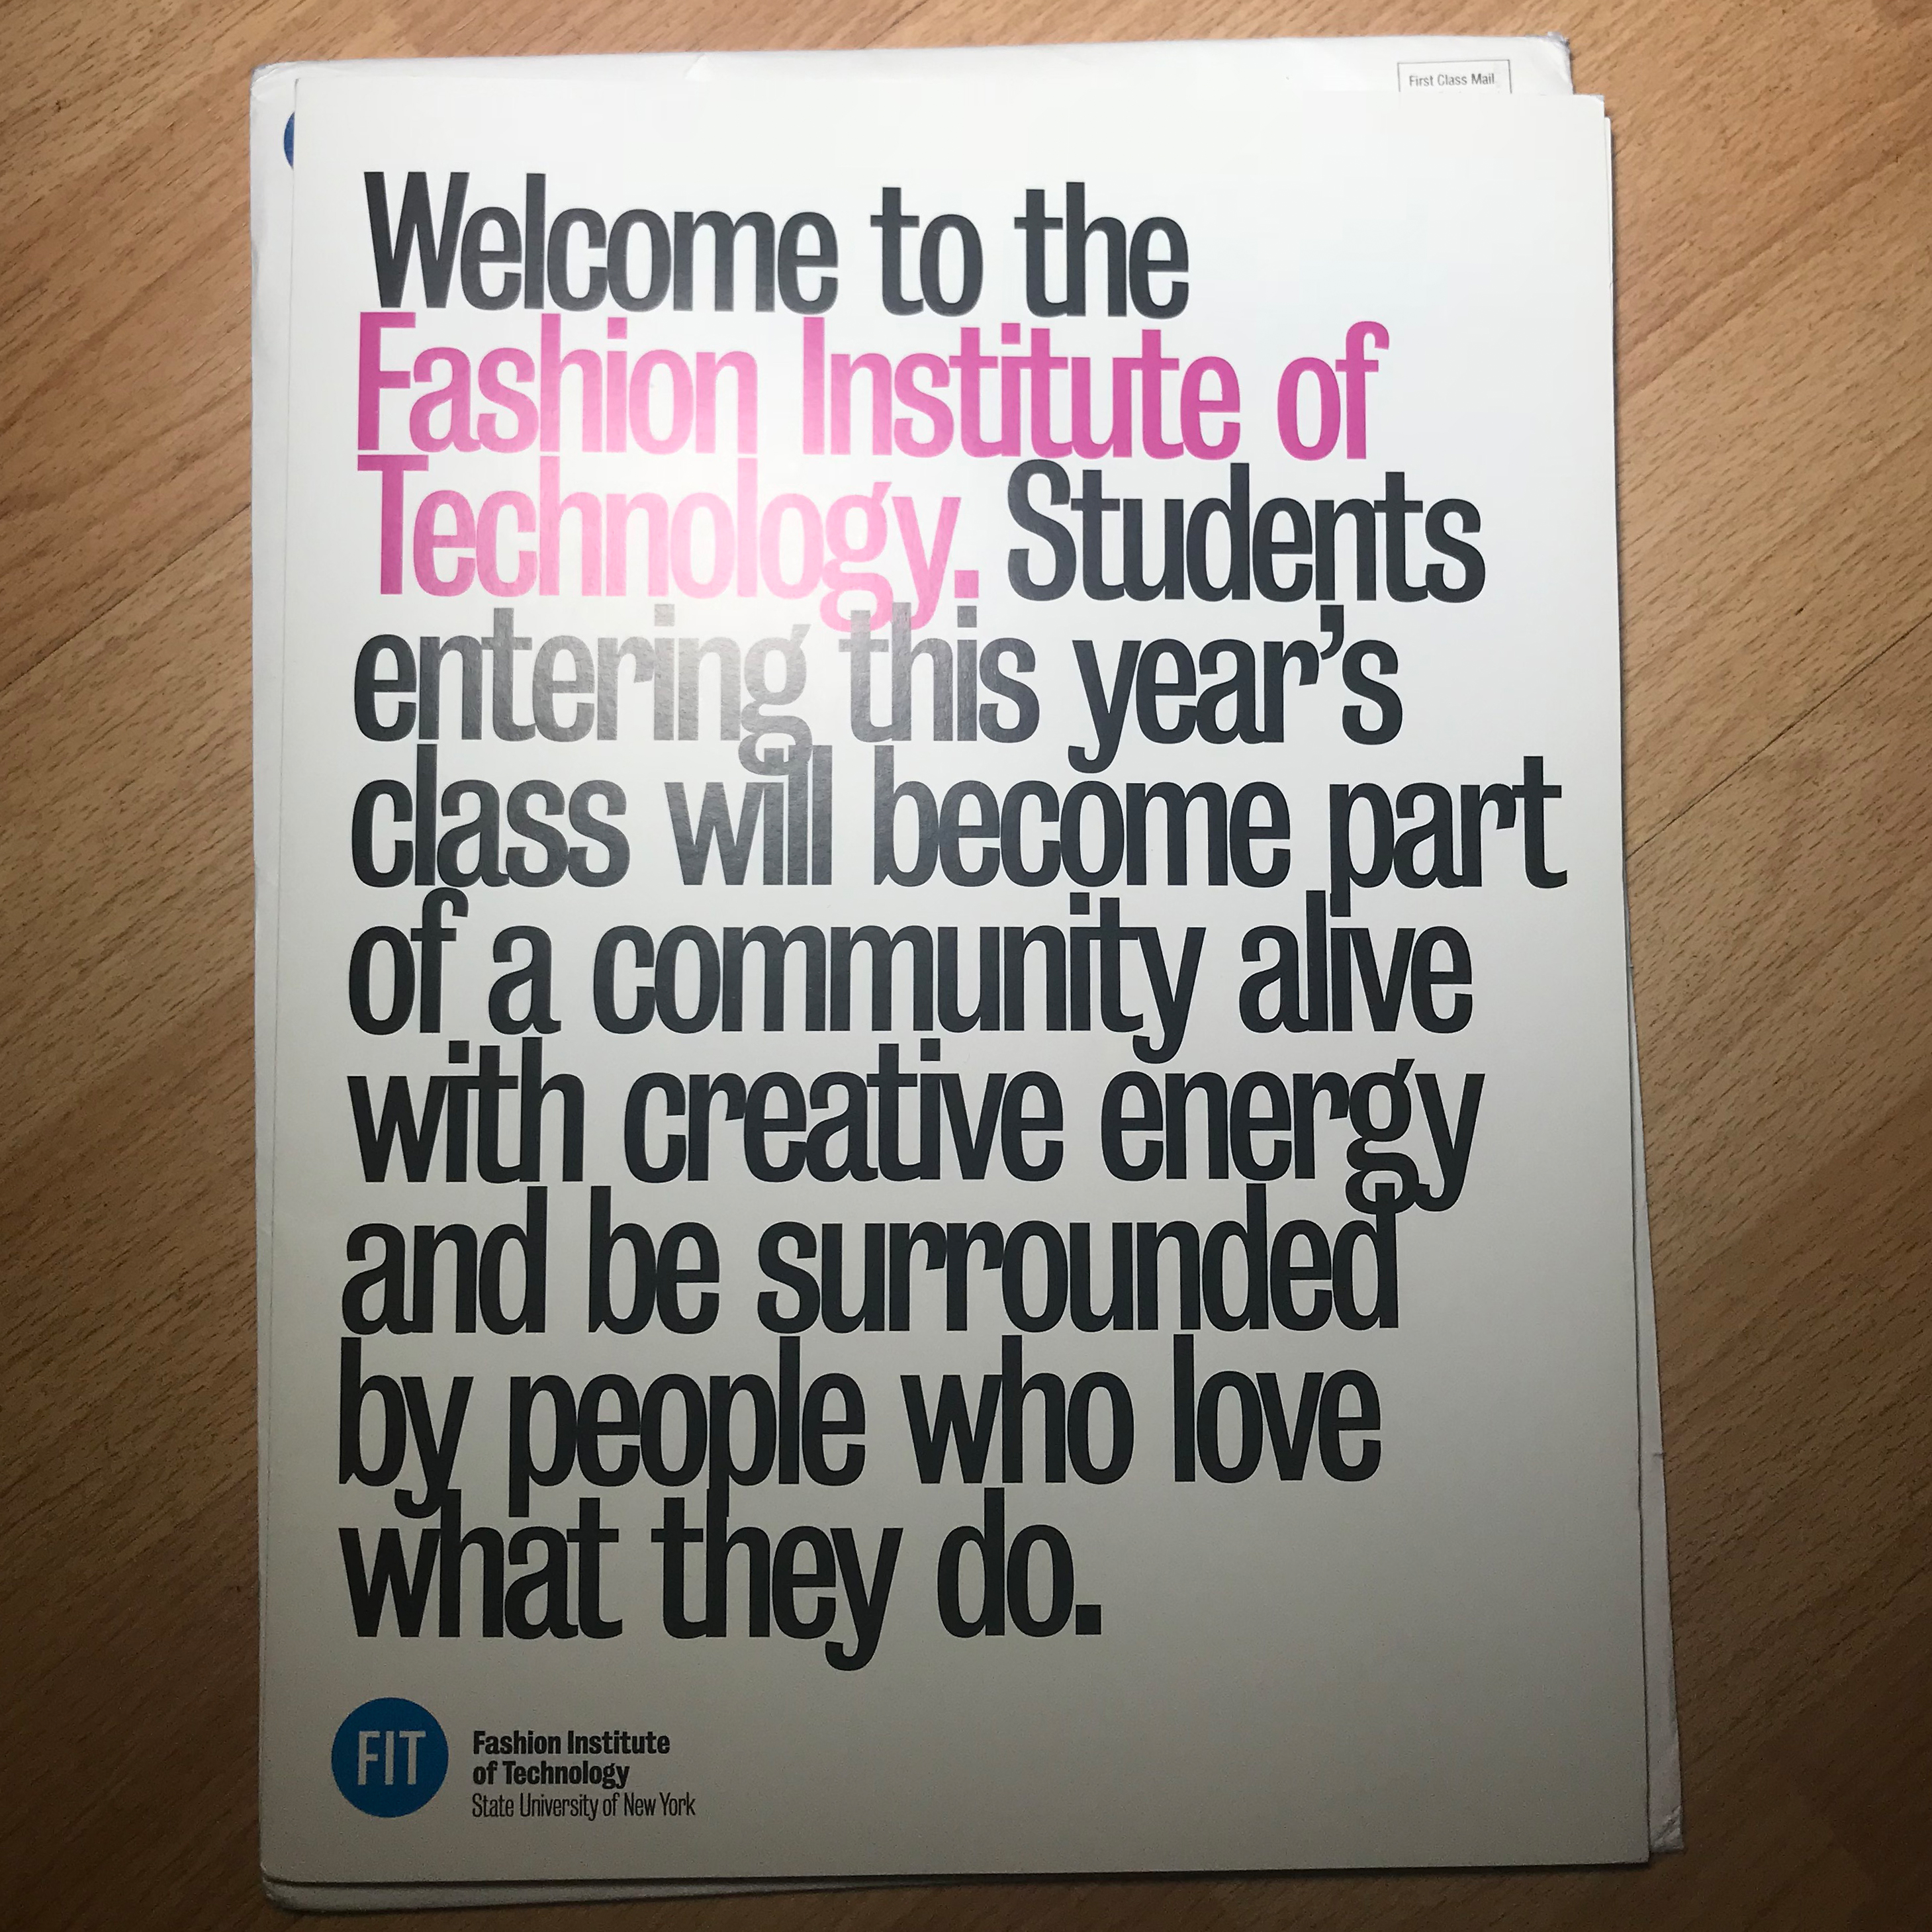 First Class Mail
Welcome to the
Fashion Institute of
Technology. Students
entering this year’s
class will become part
of a community alive
with creative energy
and be surrounded
by people who love
what they do.
FIT
Fashion Institute
of Technology
State University of New York